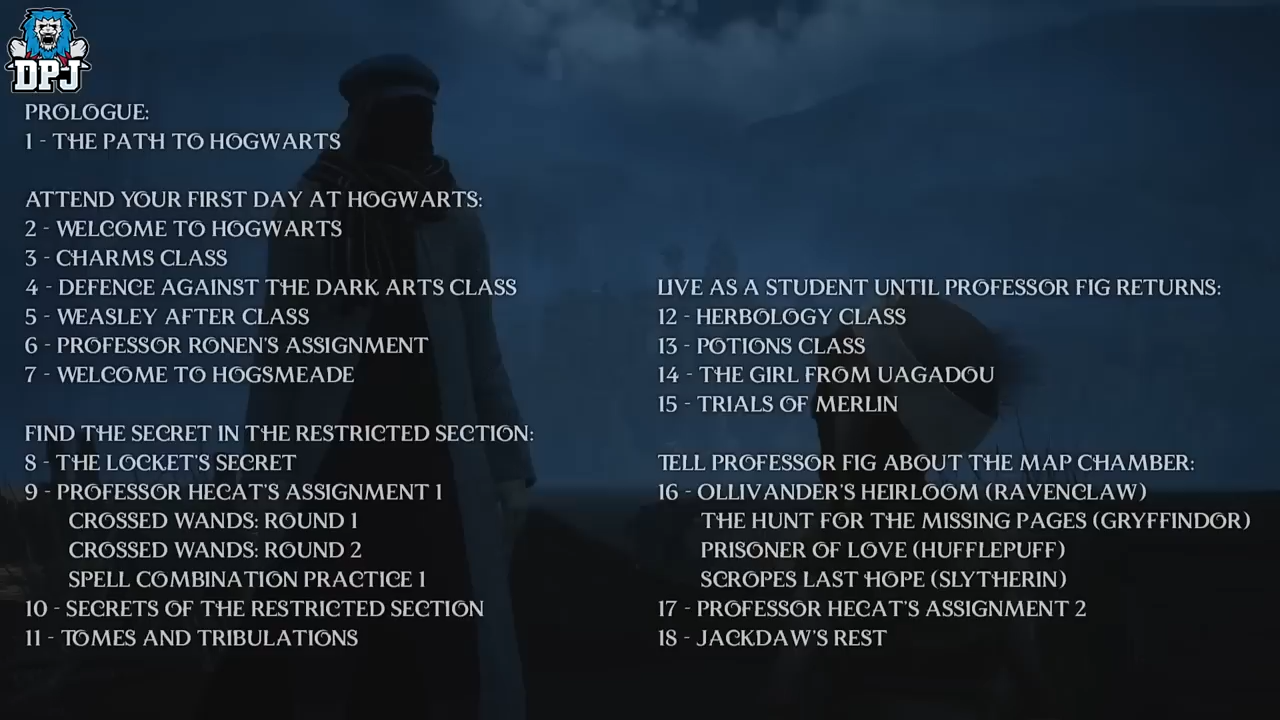 DPJ
PROLOGUE:
1 - THE PATH TO HOGWARTS
ATTEND YOUR FIRST DAY AT HOGWARTS:
2 - WELCOME TO HOGWARTS
3 - CHARMS CLASS
4 - DEFENCE AGAINST THE DARK ARTS CLASS
5 - WEASLEY AFTER CLASS
6 - PROFESSOR RONEN'S ASSIGNMENT
7 - WELCOME TO HOGSMEADE
FIND THE SECRET IN THE RESTRICTED SECTION:
8 - THE LOCKET'S SECRET
9 - PROFESSOR HECAT'S ASSIGNMENT 1
CROSSED WANDS: ROUND 1
CROSSED WANDS: ROUND 2
SPELL COMBINATION PRACTICE 1
10 - SECRETS OF THE RESTRICTED SECTION
11 - TOMES AND TRIBULATIONS
LIVE AS A STUDENT UNTIL PROFESSOR FIG RETURNS:
12 - HERBOLOGY CLASS
13 - POTIONS CLASS
14 - THE GIRL FROM UAGADOU
15 - TRIALS OF MERLIN
TELL PROFESSOR FIG ABOUT THE MAP CHAMBER:
16 - OLLIVANDER'S HEIRLOOM (RAVENCLAW)
THE HUNT FOR THE MISSING PAGES (GRYFFINDOR)
PRISONER OF LOVE (HUFFLEPUFF)
SCROPES LAST HOPE (SLYTHERIN)
17 - PROFESSOR HECAT'S ASSIGNMENT 2
18 - JACKDAW'S REST